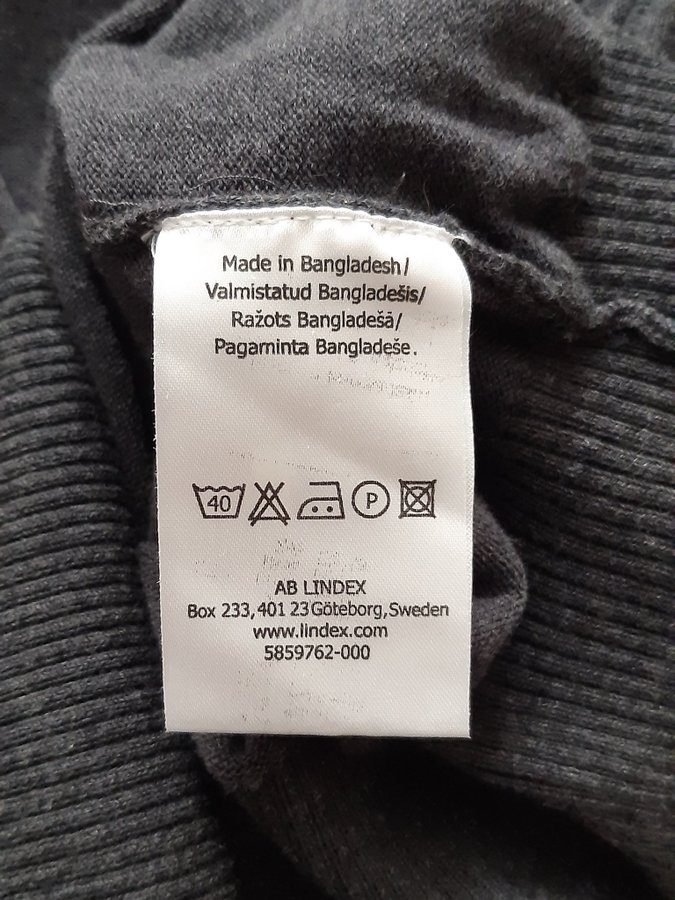 Made in Bangladesh/
Valmistatud Bangladešis/
Ražots Bangladešā/
Pagaminta Bangladeše.
40
P
AB LINDEX
Box 233, 401 23 Göteborg, Sweden
www.lindex.com
5859762-000